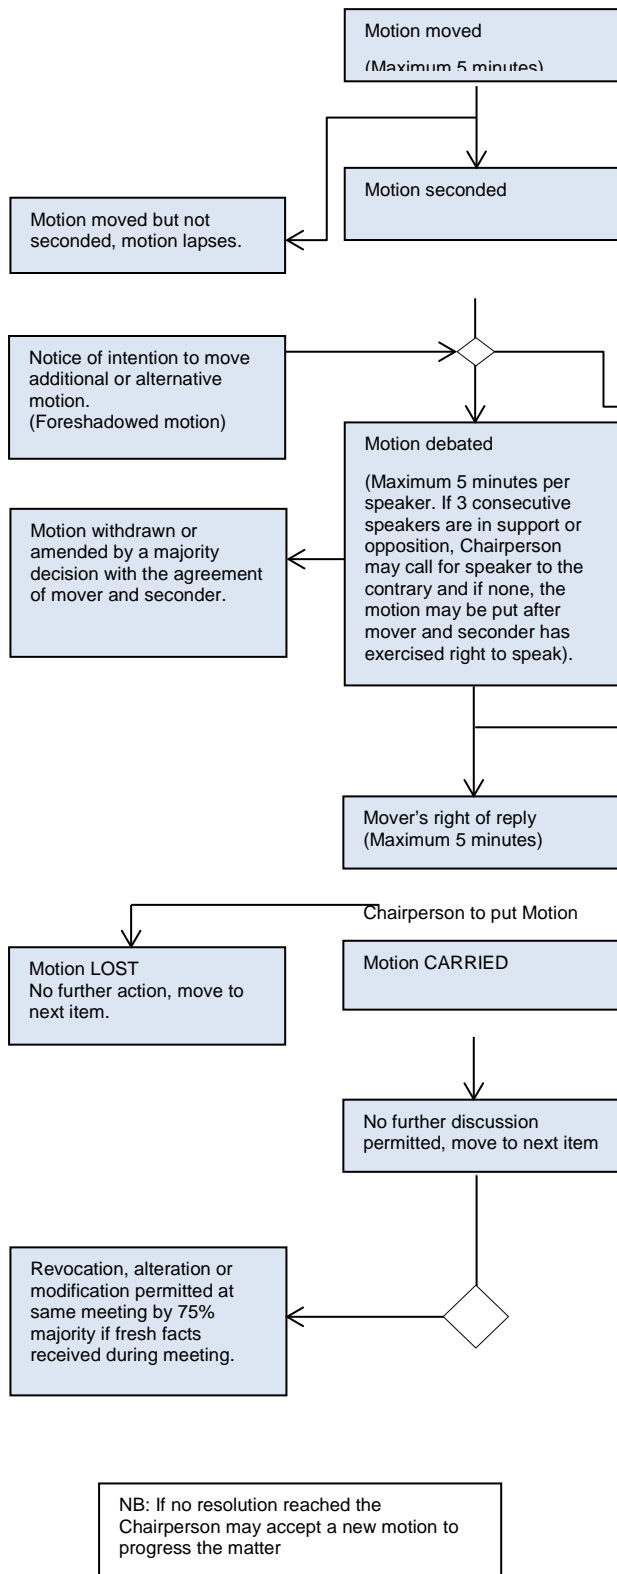 Motion moved
(Maximum 5 minutes)
Motion seconded
Motion moved but not
seconded, motion lapses.
Notice of intention to move
additional or alternative
motion.
(Foreshadowed motion)
Motion debated
(Maximum 5 minutes per
speaker. If 3 consecutive
speakers are in support or
opposition, Chairperson
may call for speaker to the
contrary and if none, the
motion may be put after
mover and seconder has
exercised right to speak).
Motion withdrawn or
amended by a majority
decision with the agreement
of mover and seconder.
Mover’s right of reply
(Maximum 5 minutes)
Chairperson to put Motion
Motion LOST
No further action, move to
next item.
Motion CARRIED
No further discussion
permitted, move to next item
Revocation, alteration or
modification permitted at
same meeting by 75%
majority if fresh facts
received during meeting.
NB: If no resolution reached the
Chairperson may accept a new motion to
progress the matter